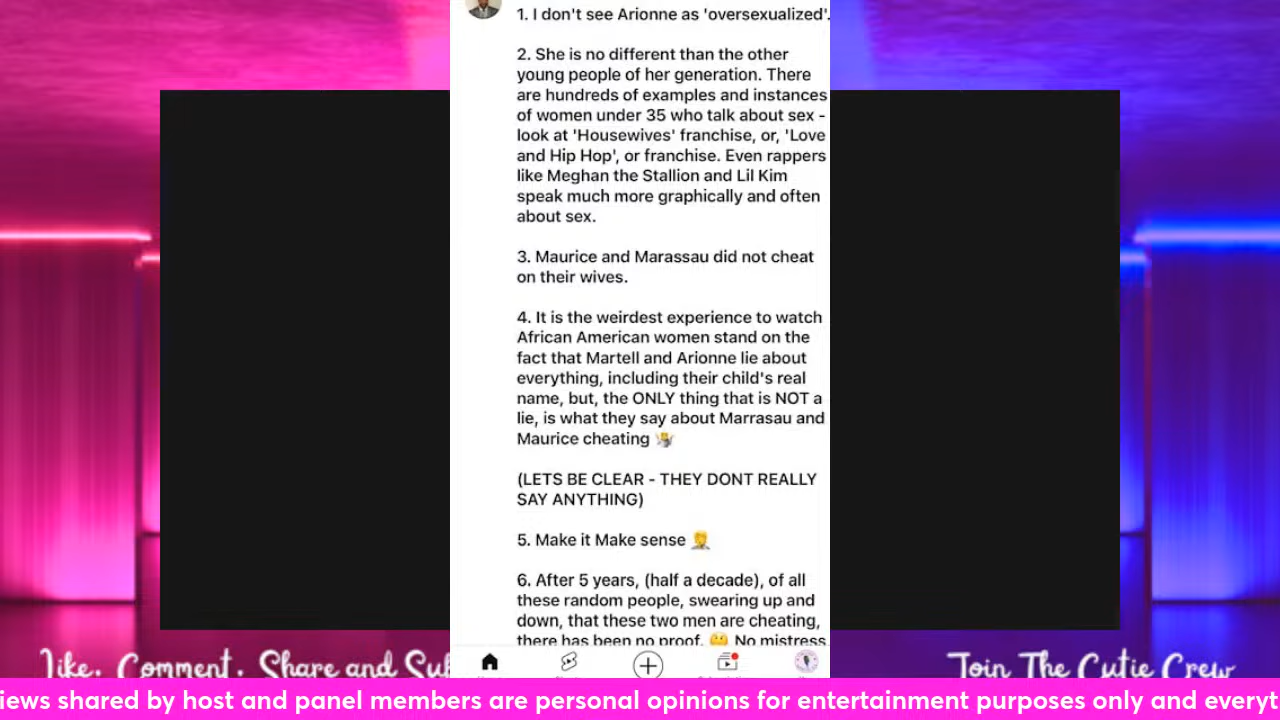 1. I don't see Arionne as 'oversexualized'.
2. She is no different than the other
young people of her generation. There
are hundreds of examples and instances
of women under 35 who talk about sex -
look at 'Housewives' franchise, or, 'Love
and Hip Hop', or franchise. Even rappers
like Meghan the Stallion and Lil Kim
speak much more graphically and often
about sex.
3. Maurice and Marassau did not cheat
on their wives.
4. It is the weirdest experience to watch
African American women stand on the
fact that Martell and Arionne lie about
everything, including their child's real
name, but, the ONLY thing that is NOT a
lie, is what they say about Marrasau and
Maurice cheating 🤷
(LETS BE CLEAR - THEY DONT REALLY
SAY ANYTHING)
5. Make it Make sense 🤦
6. After 5 years, (half a decade), of all
these random people, swearing up and
down, that these two men are cheating,
there has been no proof. 🤔 No mistress
Like. Comment. Share and Su
Join The Cutie Crew
iews shared by host and panel members are personal opinions for entertainment purposes only and everyt